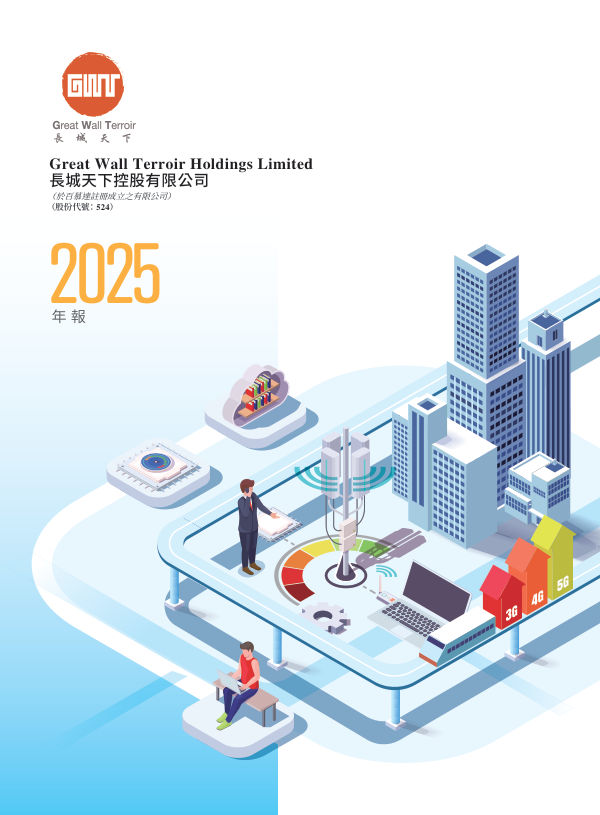 GWT
Great Wall Terroir
長城天下
Great Wall Terroir Holdings Limited
長城天下控股有限公司
（於百慕達註冊成立之有限公司）
（股份代號：524）
2025
年報
3G
4G
5G